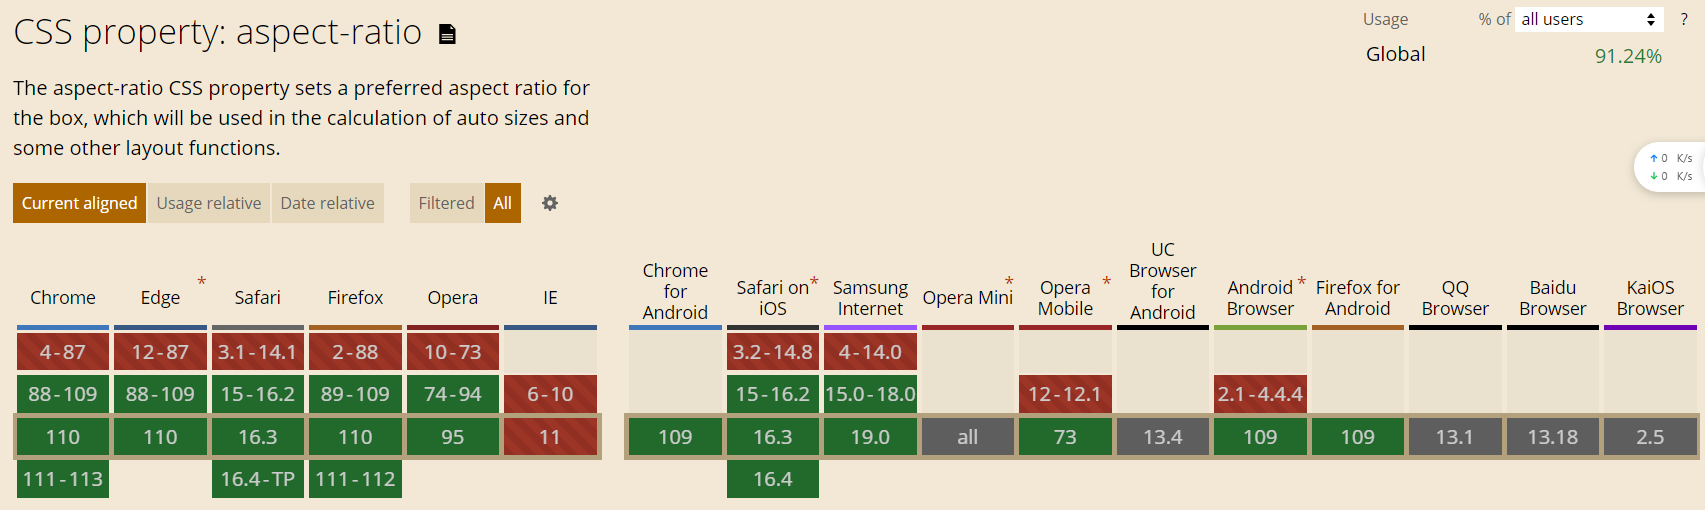 CSS property: aspect-ratio
Usage % of all users ?
Global 91.24%
The aspect-ratio CSS property sets a preferred aspect ratio for
the box, which will be used in the calculation of auto sizes and
some other layout functions.
↑ 0 K/s
↓ 0 K/s
Current aligned Usage relative Date relative Filtered All
Chrome Edge * Safari Firefox Opera IE
Chrome for Android Safari on iOS * Samsung Internet Opera Mini * Opera Mobile * UC Browser for Android Android Browser * Firefox for Android QQ Browser Baidu Browser KaiOS Browser
4-87 12-87 3.1-14.1 2-88 10-73 3.2-14.8 4-14.0
88-109 88-109 15-16.2 89-109 74-94 6-10 15-16.2 15.0-18.0 12-12.1 2.1-4.4.4
110 110 16.3 110 95 11 109 16.3 19.0 all 73 13.4 109 109 13.1 13.18 2.5
111-113 16.4-TP 111-112 16.4